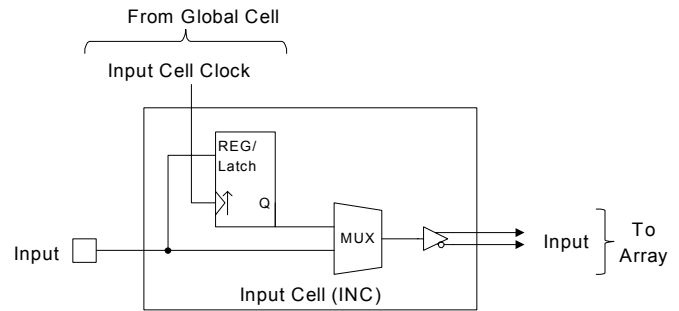 From Global Cell
Input Cell Clock
REG/
Latch
Q
MUX
Input
Input
To
Array
Input Cell (INC)